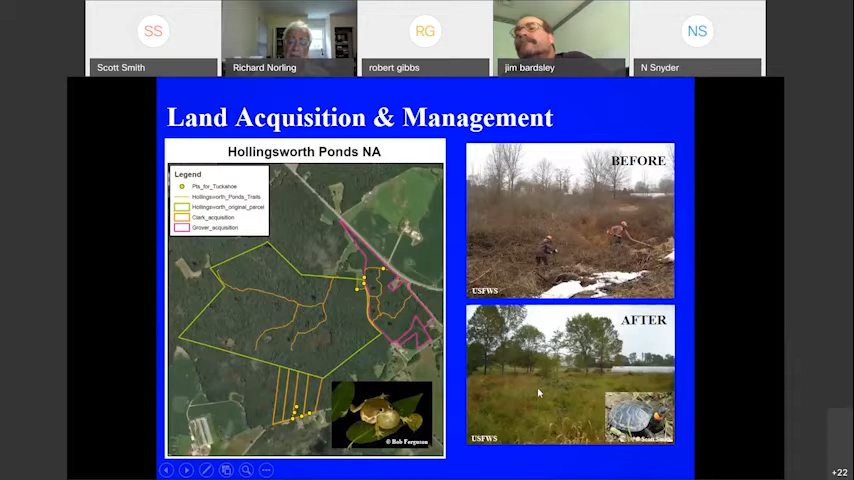 SS
RG
NS
Scott Smith
Richard Norling
robert gibbs
jim bardsley
N Snyder
Land Acquisition & Management
Hollingsworth Ponds NA
Legend
Pts_for_Tuckahoe
Hollingsworth_Ponds_Trails
Hollingsworth_original_parcel
Clark_acquisition
Grover_acquisition
© Bob Ferguson
BEFORE
USFWS
AFTER
USFWS
© Scott Smith
+22